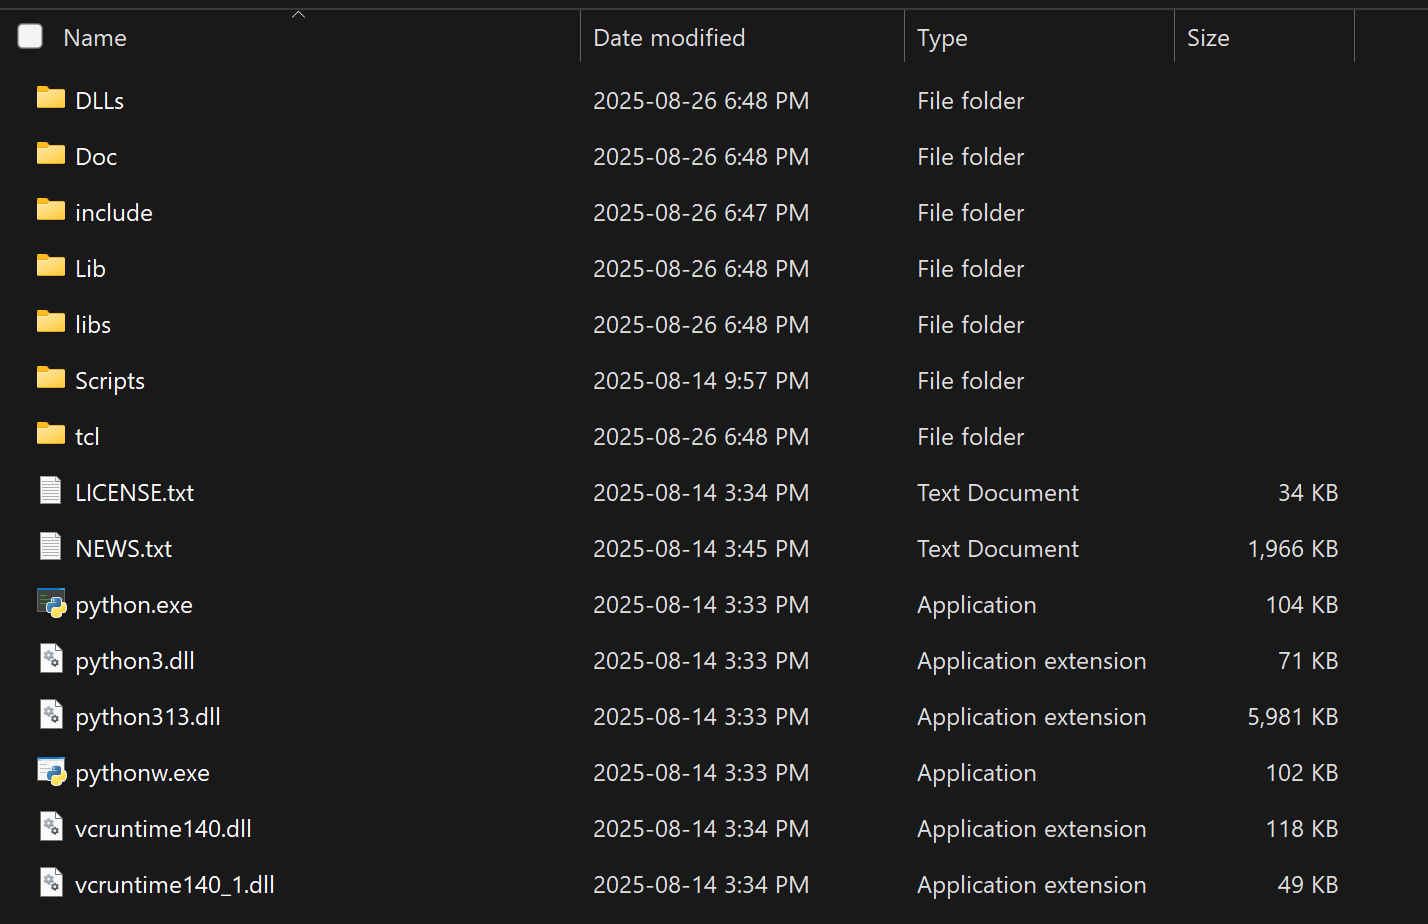 Name Date modified Type Size
DLLs 2025-08-26 6:48 PM File folder
Doc 2025-08-26 6:48 PM File folder
include 2025-08-26 6:47 PM File folder
Lib 2025-08-26 6:48 PM File folder
libs 2025-08-26 6:48 PM File folder
Scripts 2025-08-14 9:57 PM File folder
tcl 2025-08-26 6:48 PM File folder
LICENSE.txt 2025-08-14 3:34 PM Text Document 34 KB
NEWS.txt 2025-08-14 3:45 PM Text Document 1,966 KB
python.exe 2025-08-14 3:33 PM Application 104 KB
python3.dll 2025-08-14 3:33 PM Application extension 71 KB
python313.dll 2025-08-14 3:33 PM Application extension 5,981 KB
pythonw.exe 2025-08-14 3:33 PM Application 102 KB
vcruntime140.dll 2025-08-14 3:34 PM Application extension 118 KB
vcruntime140_1.dll 2025-08-14 3:34 PM Application extension 49 KB